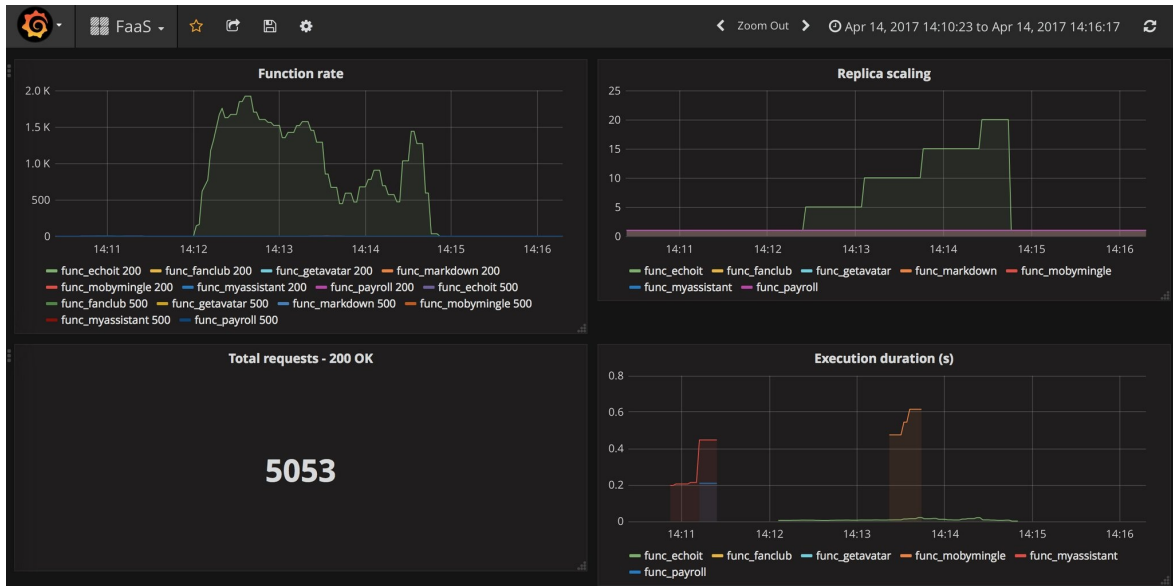 FaaS
Zoom Out
Apr 14, 2017 14:10:23 to Apr 14, 2017 14:16:17
Function rate
2.0 K
1.5 K
1.0 K
500
0
14:11 14:12 14:13 14:14 14:15 14:16
func_echoit 200 func_fanclub 200 func_getavatar 200 func_markdown 200
func_mobymingle 200 func_myassistant 200 func_payroll 200 func_echoit 500
func_fanclub 500 func_getavatar 500 func_markdown 500 func_mobymingle 500
func_myassistant 500 func_payroll 500
Replica scaling
25
20
15
10
5
0
14:11 14:12 14:13 14:14 14:15 14:16
func_echoit func_fanclub func_getavatar func_markdown func_mobymingle
func_myassistant func_payroll
Total requests - 200 OK
5053
Execution duration (s)
0.8
0.6
0.4
0.2
0
14:11 14:12 14:13 14:14 14:15 14:16
func_echoit func_fanclub func_getavatar func_mobymingle func_myassistant
func_payroll